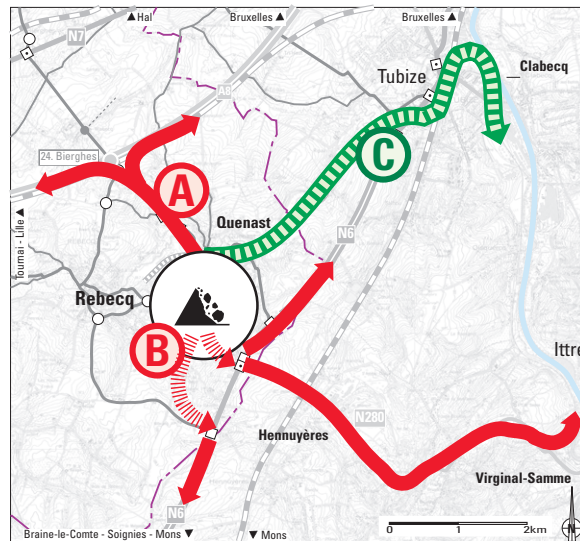 ▲Hal
Bruxelles ▲
Bruxelles ▲
N7
A8
Tubize
Clabecq
24. Bierghes
A
C
Quenast
N6
Tournai - Lille ▲
Rebecq
B
Ittre
N280
Hennuyères
Virginal-Samme
N6
Braine-le-Comte - Soignies - Mons ▼
▼ Mons
0 1 2km
N